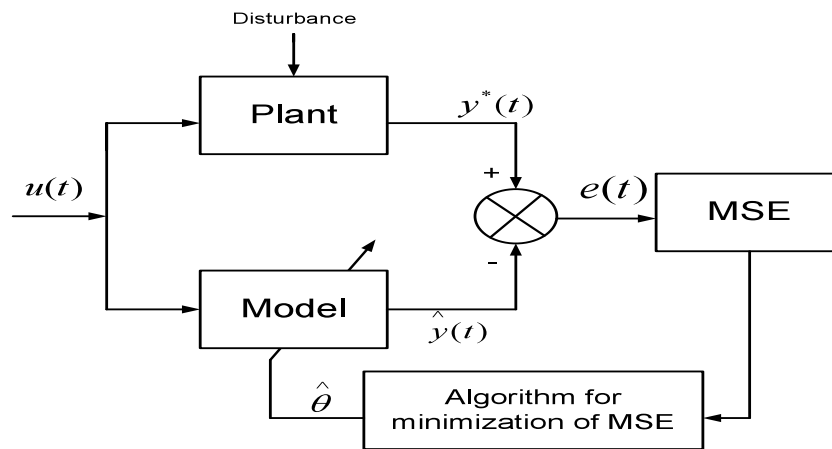 Disturbance
Plant
y*(t)
u(t)
+
e(t)
MSE
-
Model
ŷ(t)
θ̂
Algorithm for
minimization of MSE